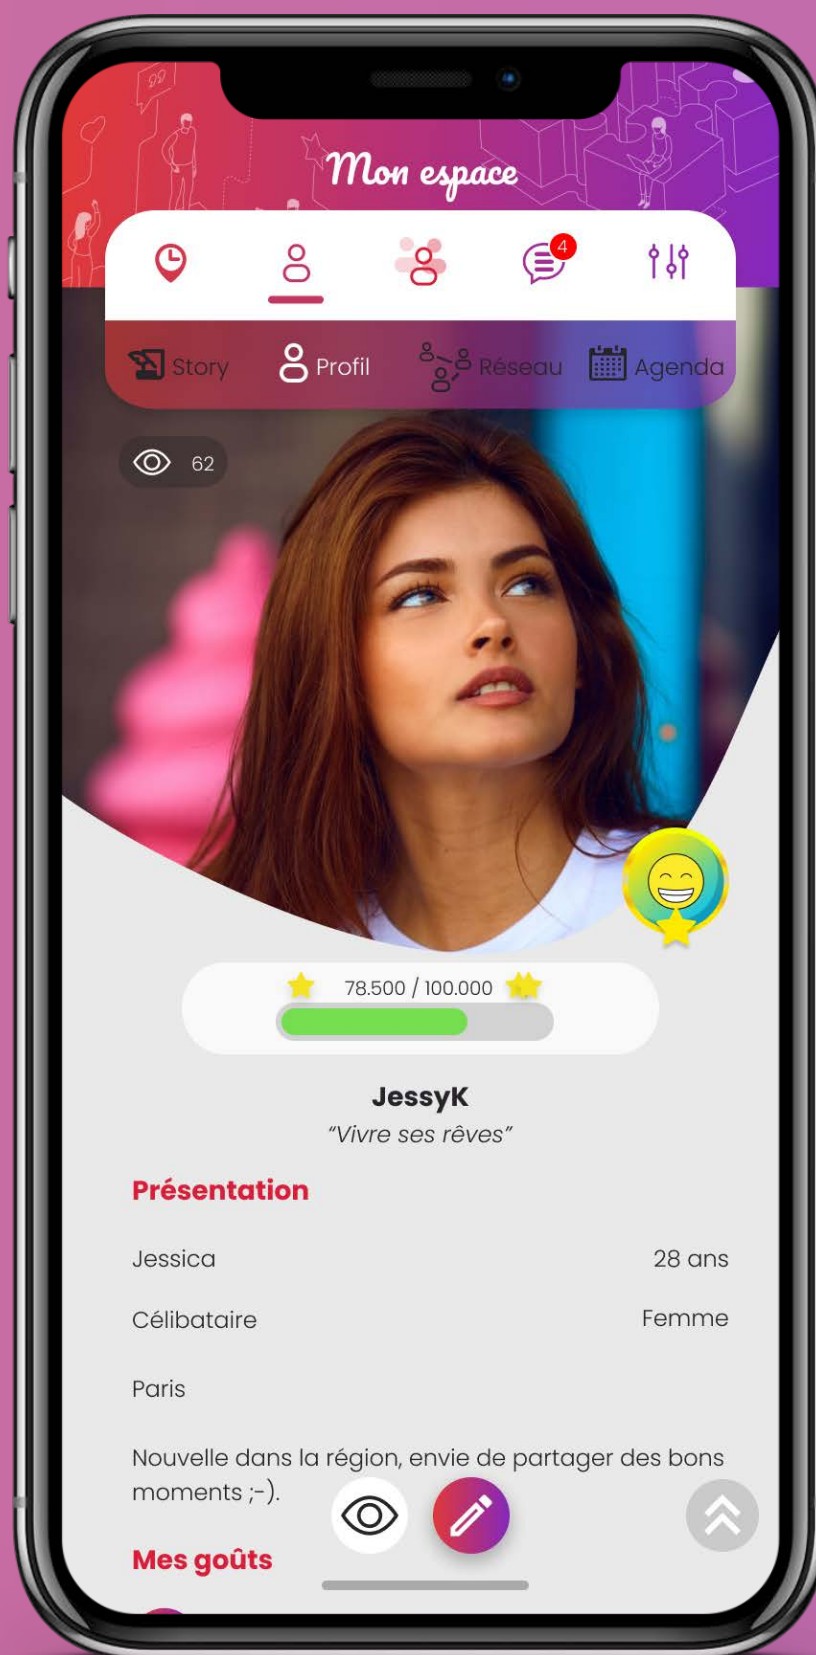 Mon espace
4
Story Profil Réseau Agenda
62
78.500 / 100.000
JessyK
“Vivre ses rêves”
Présentation
Jessica 28 ans
Célibataire Femme
Paris
Nouvelle dans la région, envie de partager des bons
moments ;-).
Mes goûts